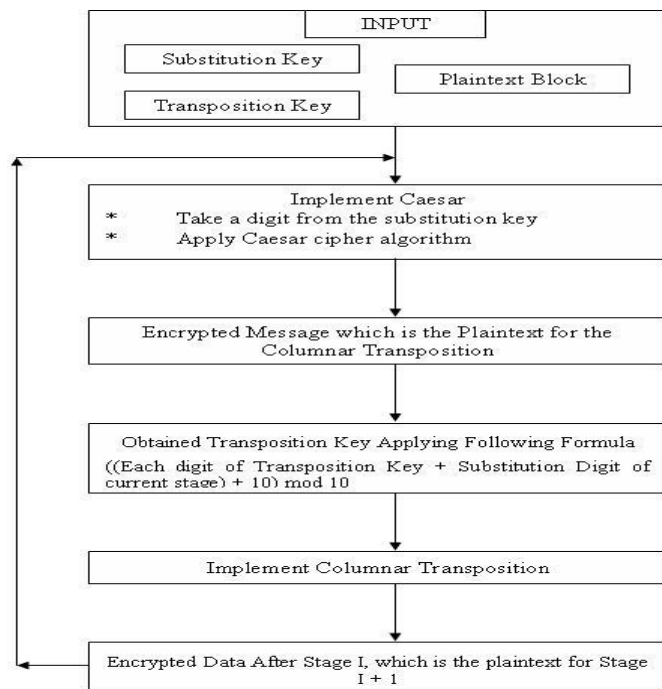 INPUT
Substitution Key
Plaintext Block
Transposition Key
Implement Caesar
* Take a digit from the substitution key
* Apply Caesar cipher algorithm
Encrypted Message which is the Plaintext for the
Columnar Transposition
Obtained Transposition Key Applying Following Formula
((Each digit of Transposition Key + Substitution Digit of
current stage) + 10) mod 10
Implement Columnar Transposition
Encrypted Data After Stage I, which is the plaintext for Stage
I + 1